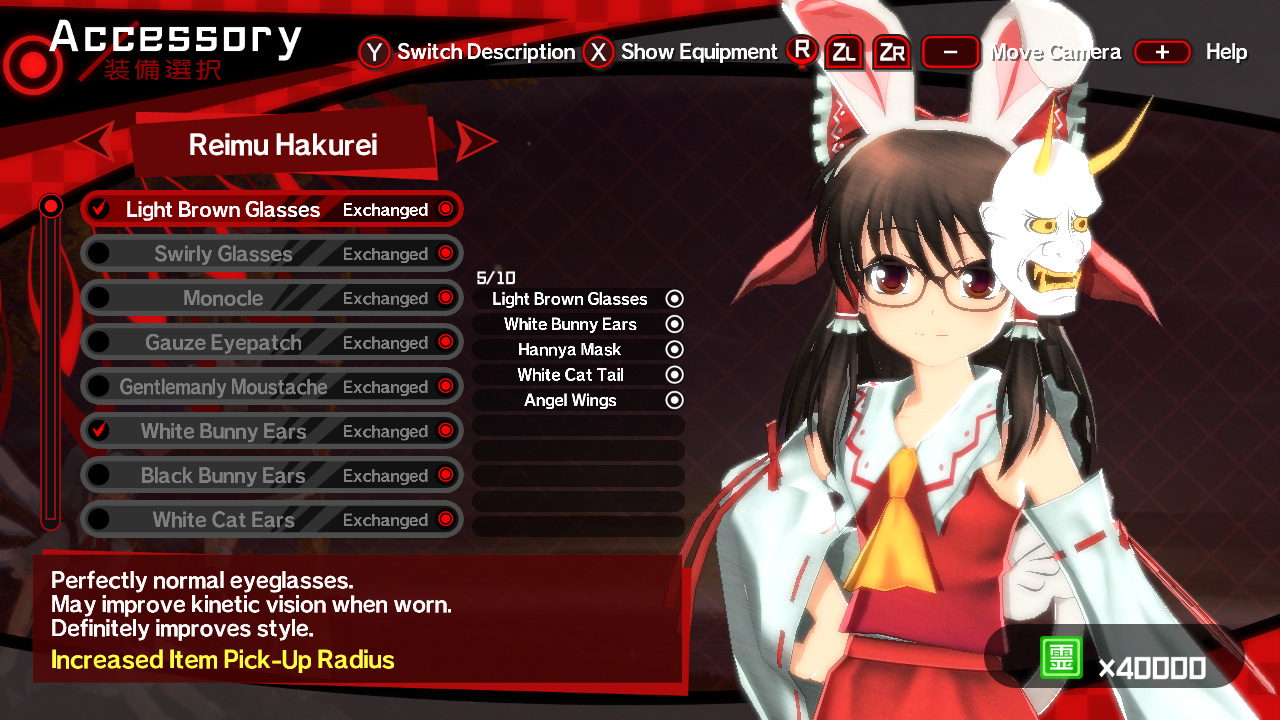 Accessory
装備選択
Y Switch Description X Show Equipment R ZL ZR − Move Camera + Help
Reimu Hakurei
Light Brown Glasses Exchanged
Swirly Glasses Exchanged
Monocle Exchanged
Gauze Eyepatch Exchanged
Gentlemanly Moustache Exchanged
White Bunny Ears Exchanged
Black Bunny Ears Exchanged
White Cat Ears Exchanged
5/10
Light Brown Glasses
White Bunny Ears
Hannya Mask
White Cat Tail
Angel Wings
Perfectly normal eyeglasses.
May improve kinetic vision when worn.
Definitely improves style.
Increased Item Pick-Up Radius
霊 ×40000